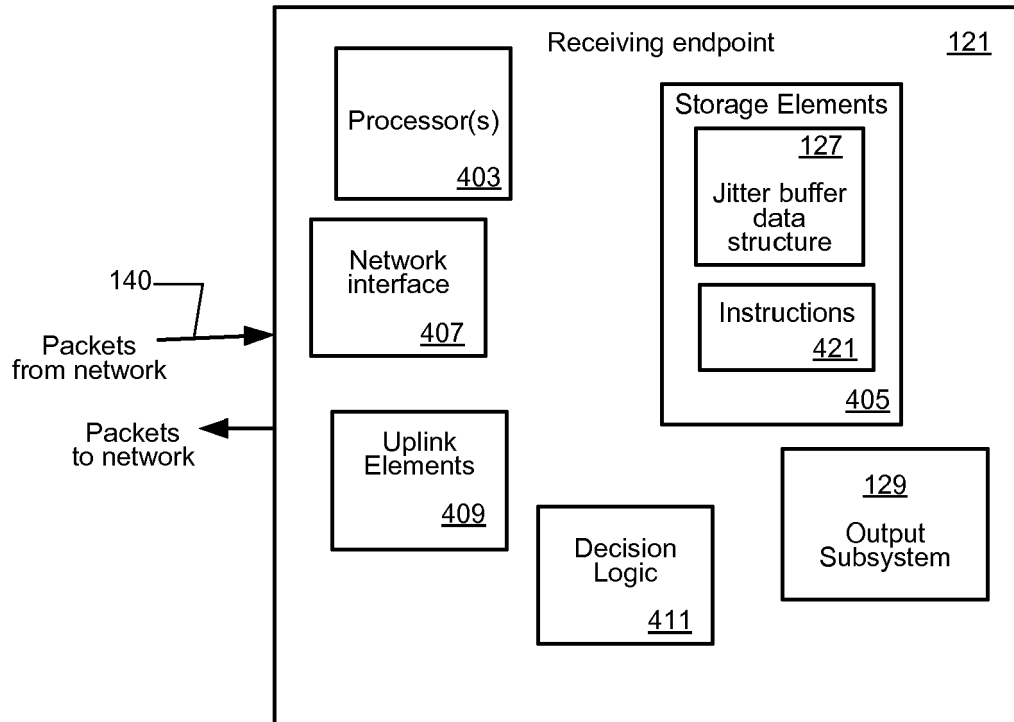 Receiving endpoint 121
Processor(s)
403
Storage Elements
127
Jitter buffer
data
structure
Instructions
421
405
Network
interface
407
140
Packets
from network
Packets
to network
Uplink
Elements
409
Decision
Logic
411
129
Output
Subsystem